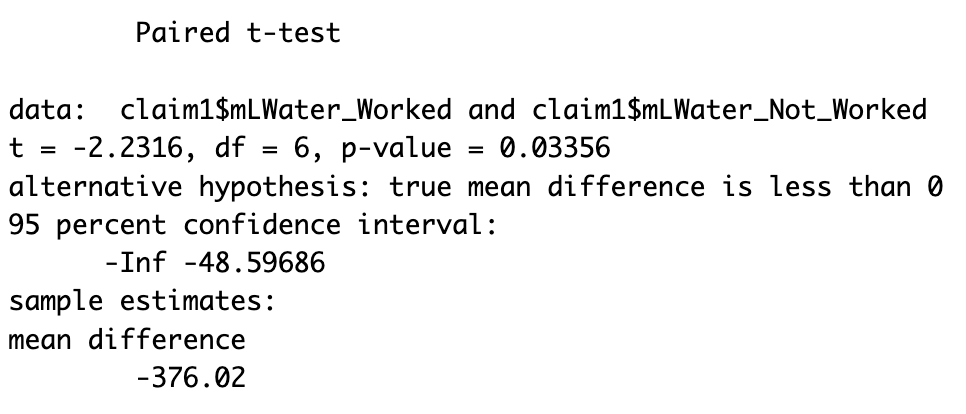 Paired t-test
data:  claim1$mLWater_Worked and claim1$mLWater_Not_Worked
t = -2.2316, df = 6, p-value = 0.03356
alternative hypothesis: true mean difference is less than 0
95 percent confidence interval:
-Inf -48.59686
sample estimates:
mean difference
-376.02